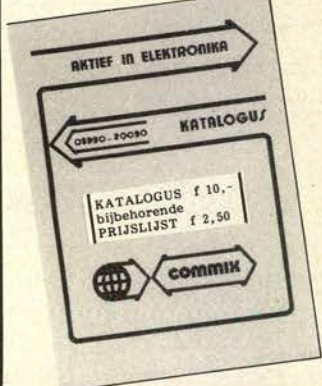 AKTIEF IN ELEKTRONIKA
KATALOGUS
05990-20090
KATALOGUS f 10,-
bijbehorende
PRIJSLIJST f 2,50
commix